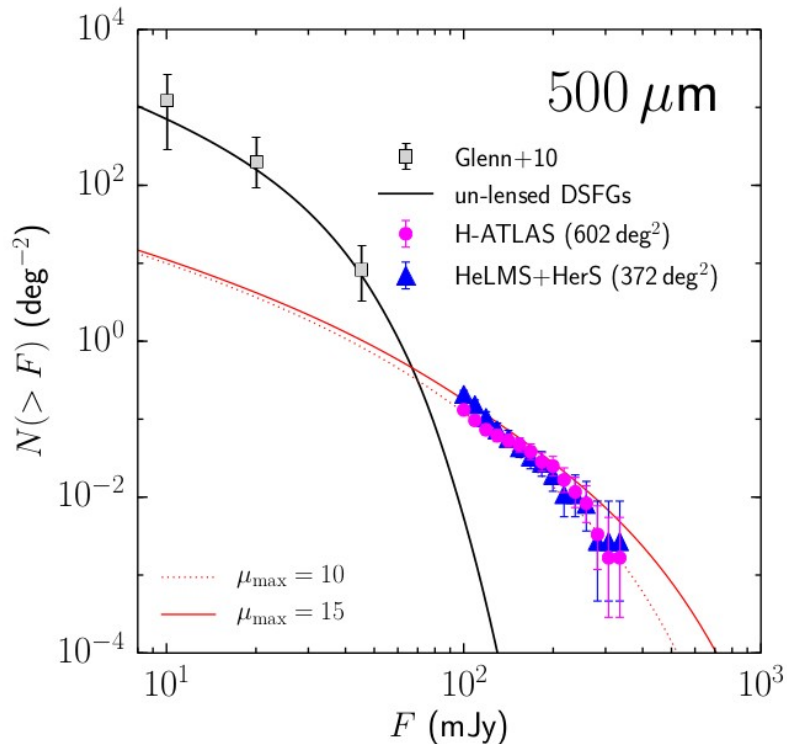 10⁴
500 μm
Glenn+10
un-lensed DSFGs
10²
H-ATLAS (602 deg²)
HeLMS+HerS (372 deg²)
N(> F) (deg⁻²)
10⁰
10⁻²
μmax = 10
μmax = 15
10⁻⁴
10¹ 10² 10³
F (mJy)